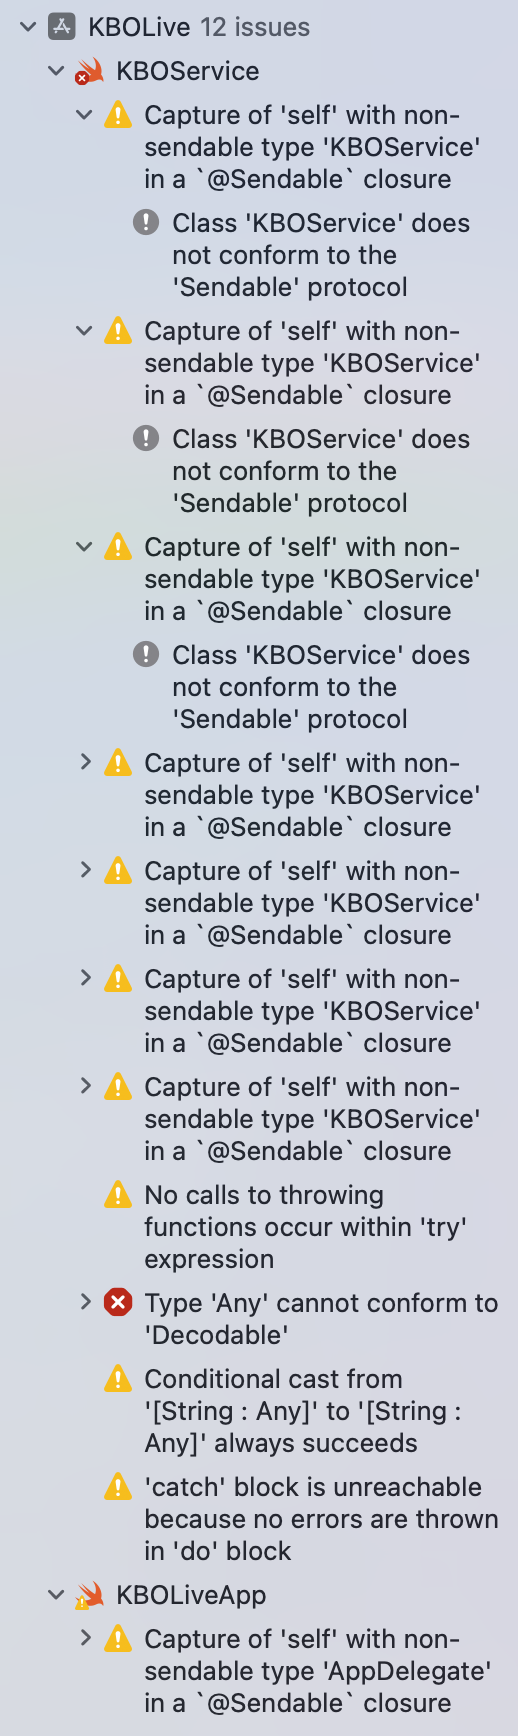 KBOLive 12 issues
KBOService
Capture of 'self' with non-
sendable type 'KBOService'
in a `@Sendable` closure
Class 'KBOService' does
not conform to the
'Sendable' protocol
Capture of 'self' with non-
sendable type 'KBOService'
in a `@Sendable` closure
Class 'KBOService' does
not conform to the
'Sendable' protocol
Capture of 'self' with non-
sendable type 'KBOService'
in a `@Sendable` closure
Class 'KBOService' does
not conform to the
'Sendable' protocol
Capture of 'self' with non-
sendable type 'KBOService'
in a `@Sendable` closure
Capture of 'self' with non-
sendable type 'KBOService'
in a `@Sendable` closure
Capture of 'self' with non-
sendable type 'KBOService'
in a `@Sendable` closure
Capture of 'self' with non-
sendable type 'KBOService'
in a `@Sendable` closure
No calls to throwing
functions occur within 'try'
expression
Type 'Any' cannot conform to
'Decodable'
Conditional cast from
'[String : Any]' to '[String :
Any]' always succeeds
'catch' block is unreachable
because no errors are thrown
in 'do' block
KBOLiveApp
Capture of 'self' with non-
sendable type 'AppDelegate'
in a `@Sendable` closure